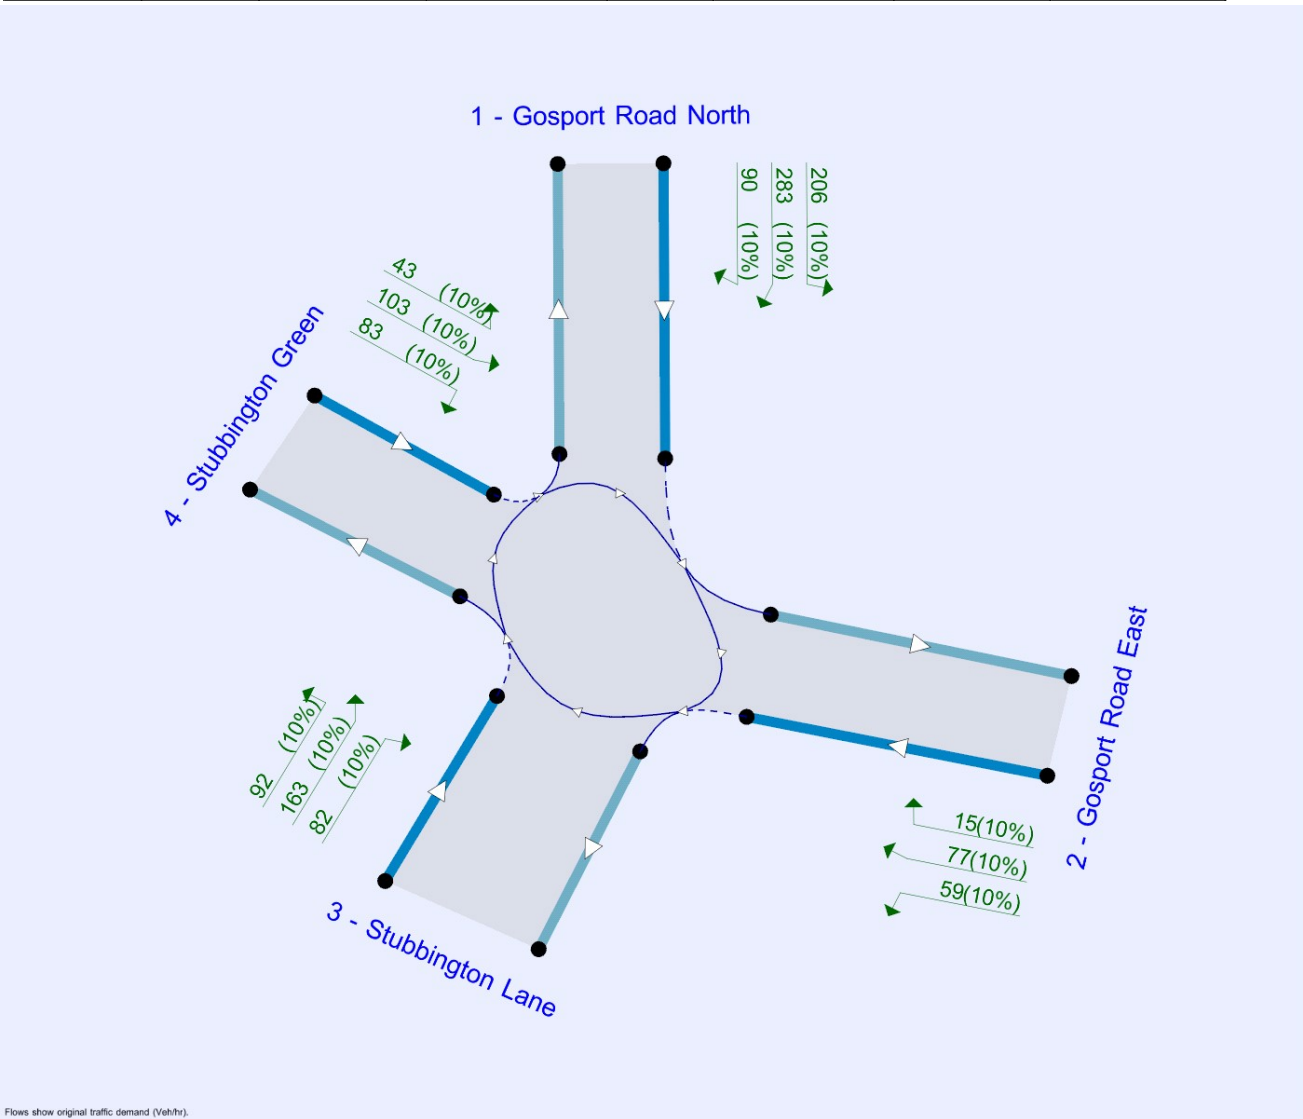 1 - Gosport Road North
90 (10%)
283 (10%)
206 (10%)
43 (10%)
103 (10%)
83 (10%)
4 - Stubbington Green
2 - Gosport Road East
92 (10%)
163 (10%)
82 (10%)
15(10%)
77(10%)
59(10%)
3 - Stubbington Lane
Flows show original traffic demand (Veh/hr).